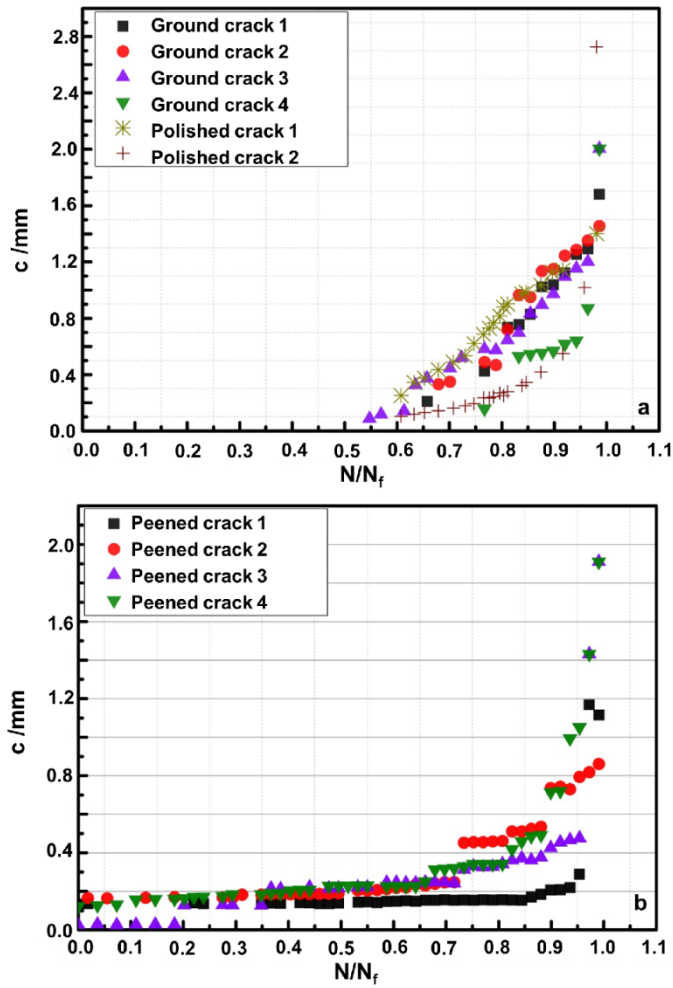 2.8
2.4
2.0
1.6
1.2
0.8
0.4
0.0
c /mm
Ground crack 1
Ground crack 2
Ground crack 3
Ground crack 4
Polished crack 1
Polished crack 2
a
0.0 0.1 0.2 0.3 0.4 0.5 0.6 0.7 0.8 0.9 1.0 1.1
N/Nf
2.0
1.6
1.2
0.8
0.4
0.0
c /mm
Peened crack 1
Peened crack 2
Peened crack 3
Peened crack 4
b
0.0 0.1 0.2 0.3 0.4 0.5 0.6 0.7 0.8 0.9 1.0 1.1
N/Nf